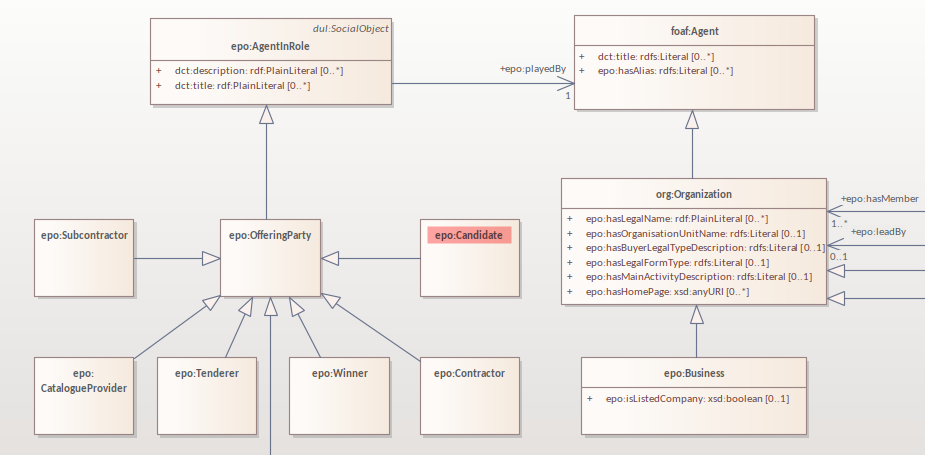 dul:SocialObject
epo:AgentInRole
+ dct:description: rdf:PlainLiteral [0..*]
+ dct:title: rdf:PlainLiteral [0..*]
+epo:playedBy
1
foaf:Agent
+ dct:title: rdfs:Literal [0..*]
+ epo:hasAlias: rdfs:Literal [0..*]
org:Organization
+ epo:hasLegalName: rdf:PlainLiteral [0..*]
+ epo:hasOrganisationUnitName: rdfs:Literal [0..1]
+ epo:hasBuyerLegalTypeDescription: rdfs:Literal [0..1]
+ epo:hasLegalFormType: rdfs:Literal [0..1]
+ epo:hasMainActivityDescription: rdfs:Literal [0..1]
+ epo:hasHomePage: xsd:anyURI [0..*]
+epo:hasMember
1..*
+epo:leadBy
0..1
epo:Subcontractor
epo:OfferingParty
epo:Candidate
epo:
CatalogueProvider
epo:Tenderer
epo:Winner
epo:Contractor
epo:Business
+ epo:isListedCompany: xsd:boolean [0..1]